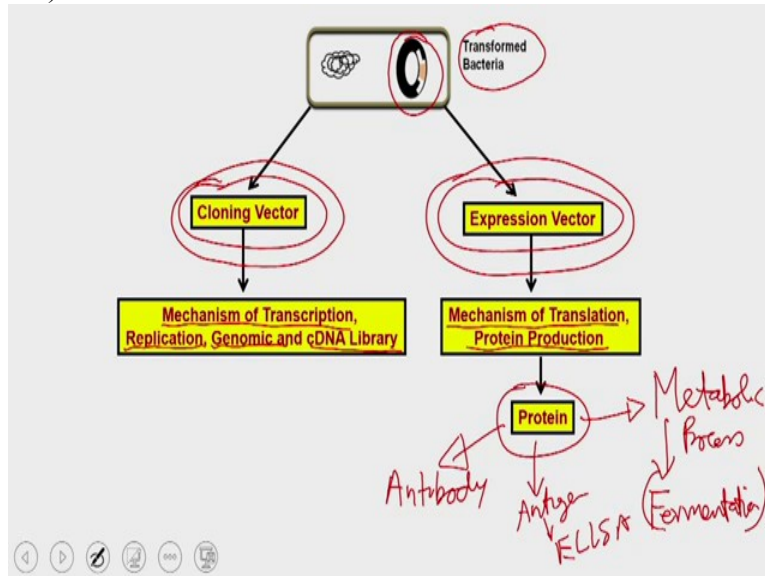 Transformed
Bacteria
Cloning Vector
Expression Vector
Mechanism of Transcription,
Replication, Genomic and cDNA Library
Mechanism of Translation,
Protein Production
Protein
Metabolic
Process
Antibody
Antigen
(Fermentation)
ELISA